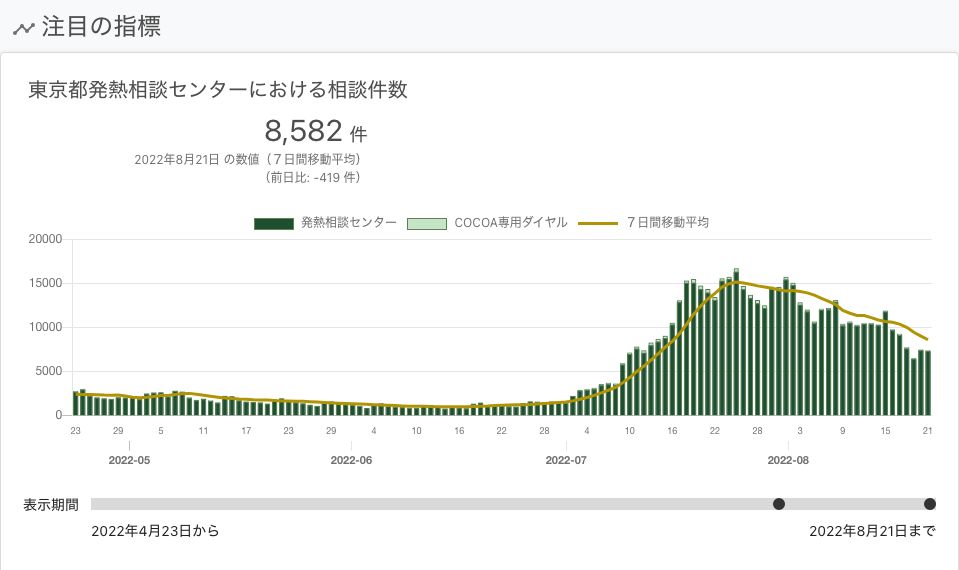 注目の指標
東京都発熱相談センターにおける相談件数
8,582 件
2022年8月21日 の数値（７日間移動平均）
（前日比: -419 件）
発熱相談センター COCOA専用ダイヤル ７日間移動平均
20000
15000
10000
5000
0
23 29 5 11 17 23 29 4 10 16 22 28 4 10 16 22 28 3 9 15 21
2022-05 2022-06 2022-07 2022-08
表示期間
2022年4月23日から 2022年8月21日まで